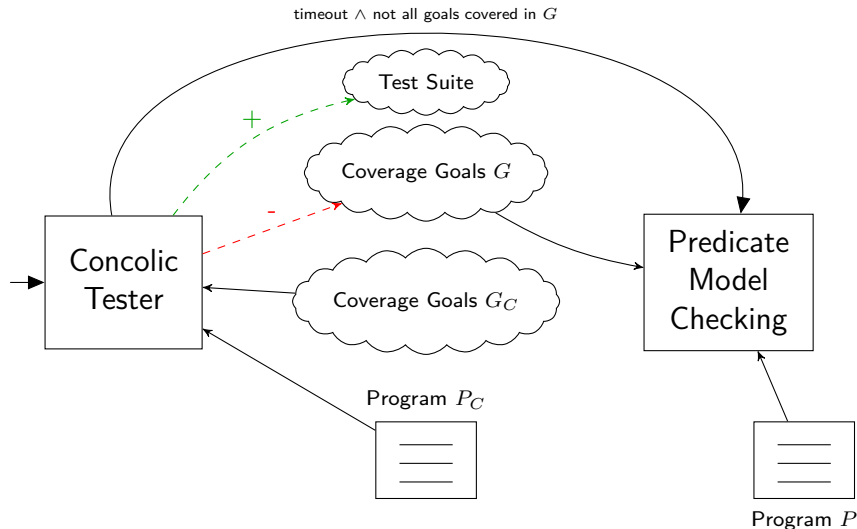 timeout ∧ not all goals covered in G
Test Suite
+
Coverage Goals G
-
Concolic
Tester
Predicate
Model
Checking
Coverage Goals G_C
Program P_C
Program P